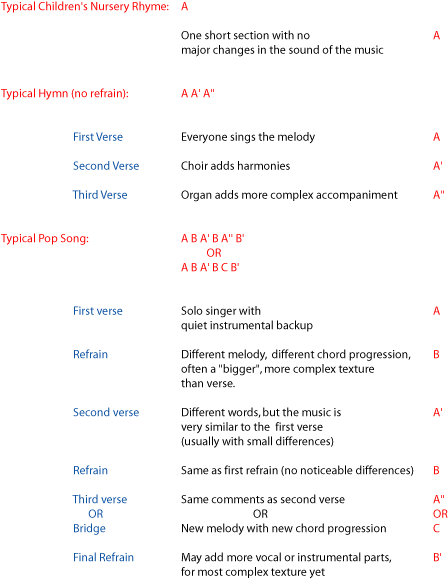 Typical Children's Nursery Rhyme: A
One short section with no A
major changes in the sound of the music
Typical Hymn (no refrain): A A' A"
First Verse Everyone sings the melody A
Second Verse Choir adds harmonies A'
Third Verse Organ adds more complex accompaniment A"
Typical Pop Song: A B A' B A" B'
OR
A B A' B C B'
First verse Solo singer with A
quiet instrumental backup
Refrain Different melody, different chord progression, B
often a "bigger", more complex texture
than verse.
Second verse Different words, but the music is A'
very similar to the first verse
(usually with small differences)
Refrain Same as first refrain (no noticeable differences) B
Third verse Same comments as second verse A"
OR OR OR
Bridge New melody with new chord progression C
Final Refrain May add more vocal or instrumental parts, B'
for most complex texture yet